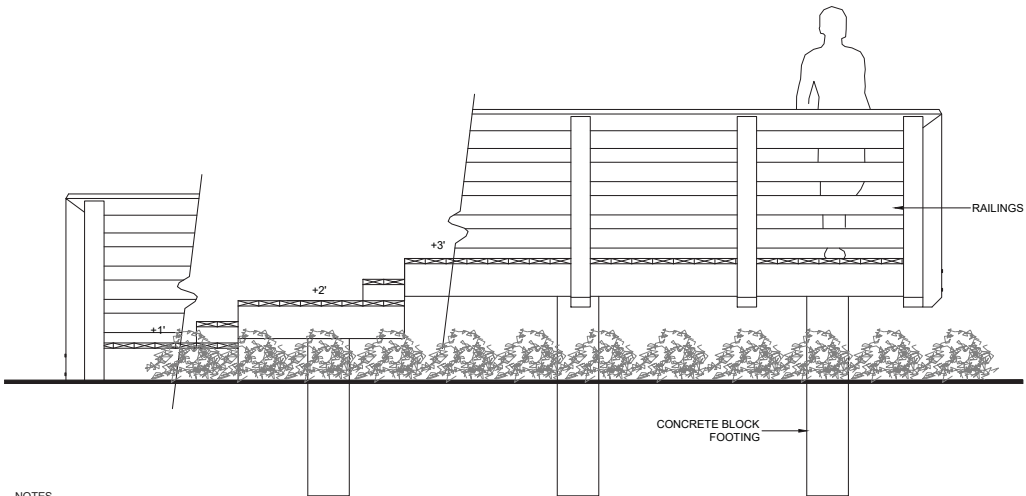 RAILINGS
+3'
+2'
+1'
CONCRETE BLOCK
FOOTING
NOTES